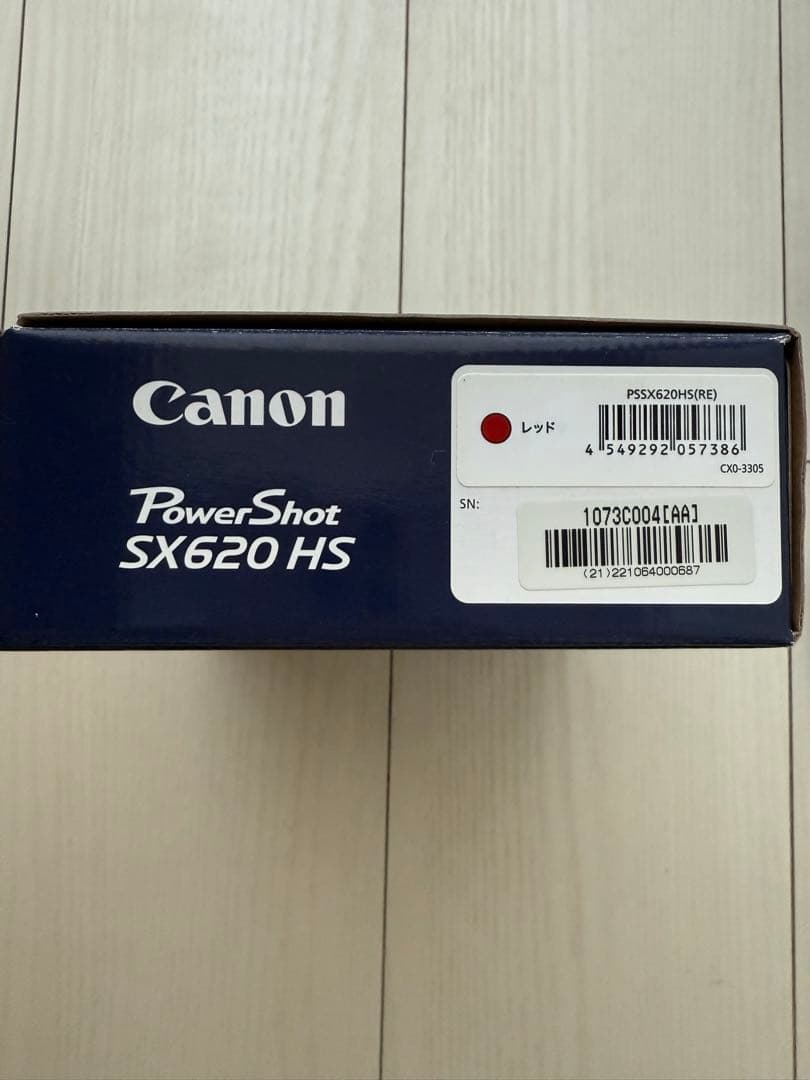 Canon
PowerShot
SX620 HS
PSSX620HS(RE)
レッド
4 549292 057386
CX0-3305
SN:
1073C004[AA]
(21)221064000687